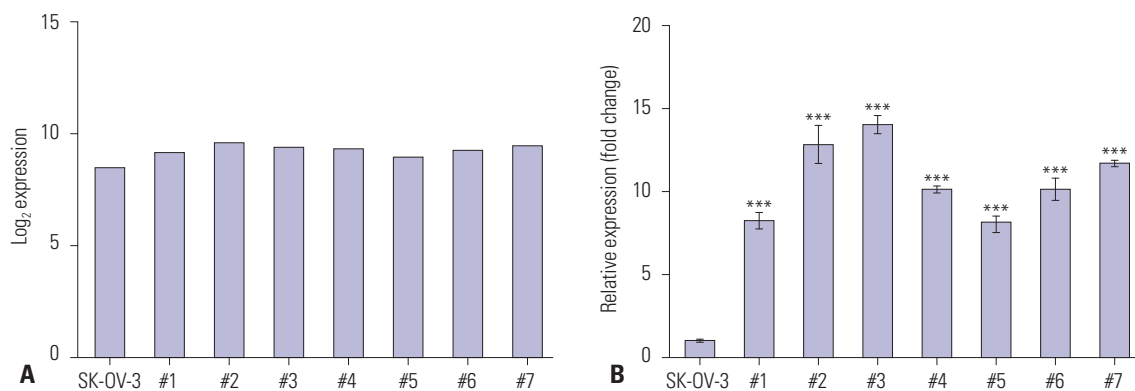 15
10
5
0
Log₂ expression
SK-OV-3 #1 #2 #3 #4 #5 #6 #7
A
20
15
10
5
0
Relative expression (fold change)
***
***
***
***
***
***
***
SK-OV-3 #1 #2 #3 #4 #5 #6 #7
B